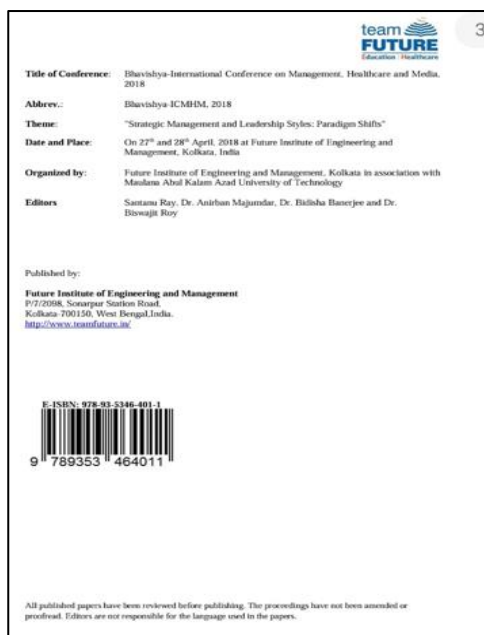 team
FUTURE
Education Healthcare
3
Title of Conference: Bhavishya-International Conference on Management, Healthcare and Media,
2018
Abbrev.: Bhavishya-ICMHM, 2018
Theme: "Strategic Management and Leadership Styles: Paradigm Shifts"
Date and Place: On 27th and 28th April, 2018 at Future Institute of Engineering and
Management, Kolkata, India
Organized by: Future Institute of Engineering and Management, Kolkata in association with
Maulana Abul Kalam Azad University of Technology
Editors Santanu Ray, Dr. Anirban Majumdar, Dr. Bidisha Banerjee and Dr.
Biswajit Roy
Published by:
Future Institute of Engineering and Management
P/7/2098, Sonarpur Station Road,
Kolkata-700150, West Bengal,India.
http://www.teamfuture.in/
E-ISBN: 978-93-5346-401-1
9 789353 464011
All published papers have been reviewed before publishing. The proceedings have not been amended or
proofread. Editors are not responsible for the language used in the papers.